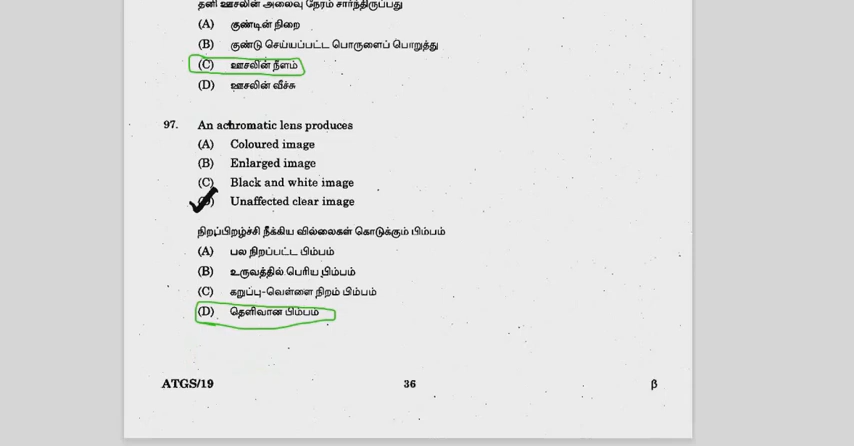 தனி ஊசலின் அலைவு நேரம் சார்ந்திருப்பது
(A) குண்டின் நிறை
(B) குண்டு செய்யப்பட்ட பொருளைப் பொறுத்து
(C) ஊசலின் நீளம்
(D) ஊசலின் வீச்சு
97. An achromatic lens produces
(A) Coloured image
(B) Enlarged image
(C) Black and white image
Unaffected clear image
நிறப்பிறழ்ச்சி நீக்கிய வில்லைகள் கொடுக்கும் பிம்பம்
(A) பல நிறப்பட்ட பிம்பம்
(B) உருவத்தில் பெரிய பிம்பம்
(C) கறுப்பு-வெள்ளை நிறம் பிம்பம்
(D) தெளிவான பிம்பம்
ATGS/19 36 β